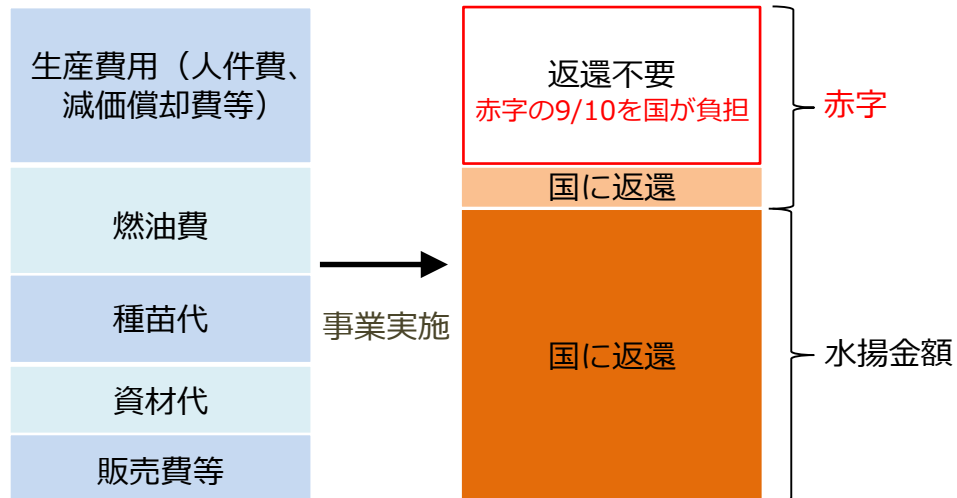 生産費用（人件費、
減価償却費等）
燃油費
種苗代
資材代
販売費等
事業実施
返還不要
赤字の9/10を国が負担
国に返還
国に返還
赤字
水揚金額